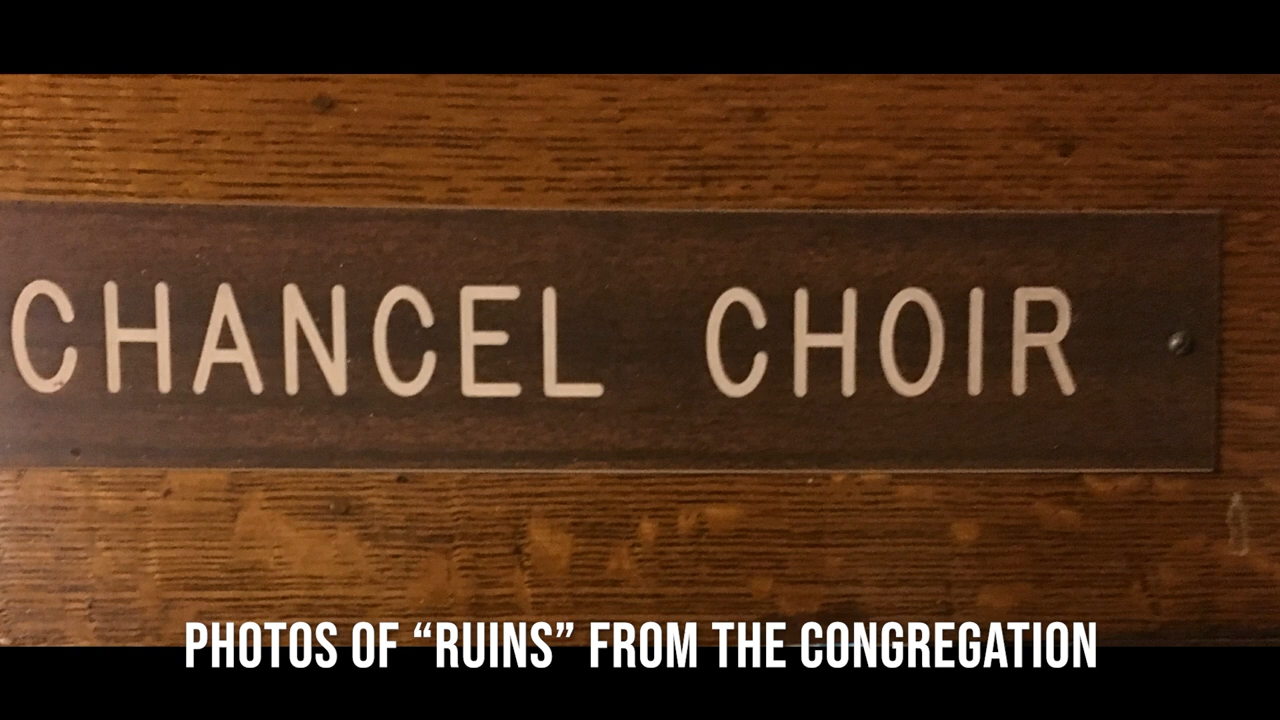 CHANCEL CHOIR
PHOTOS OF “RUINS” FROM THE CONGREGATION